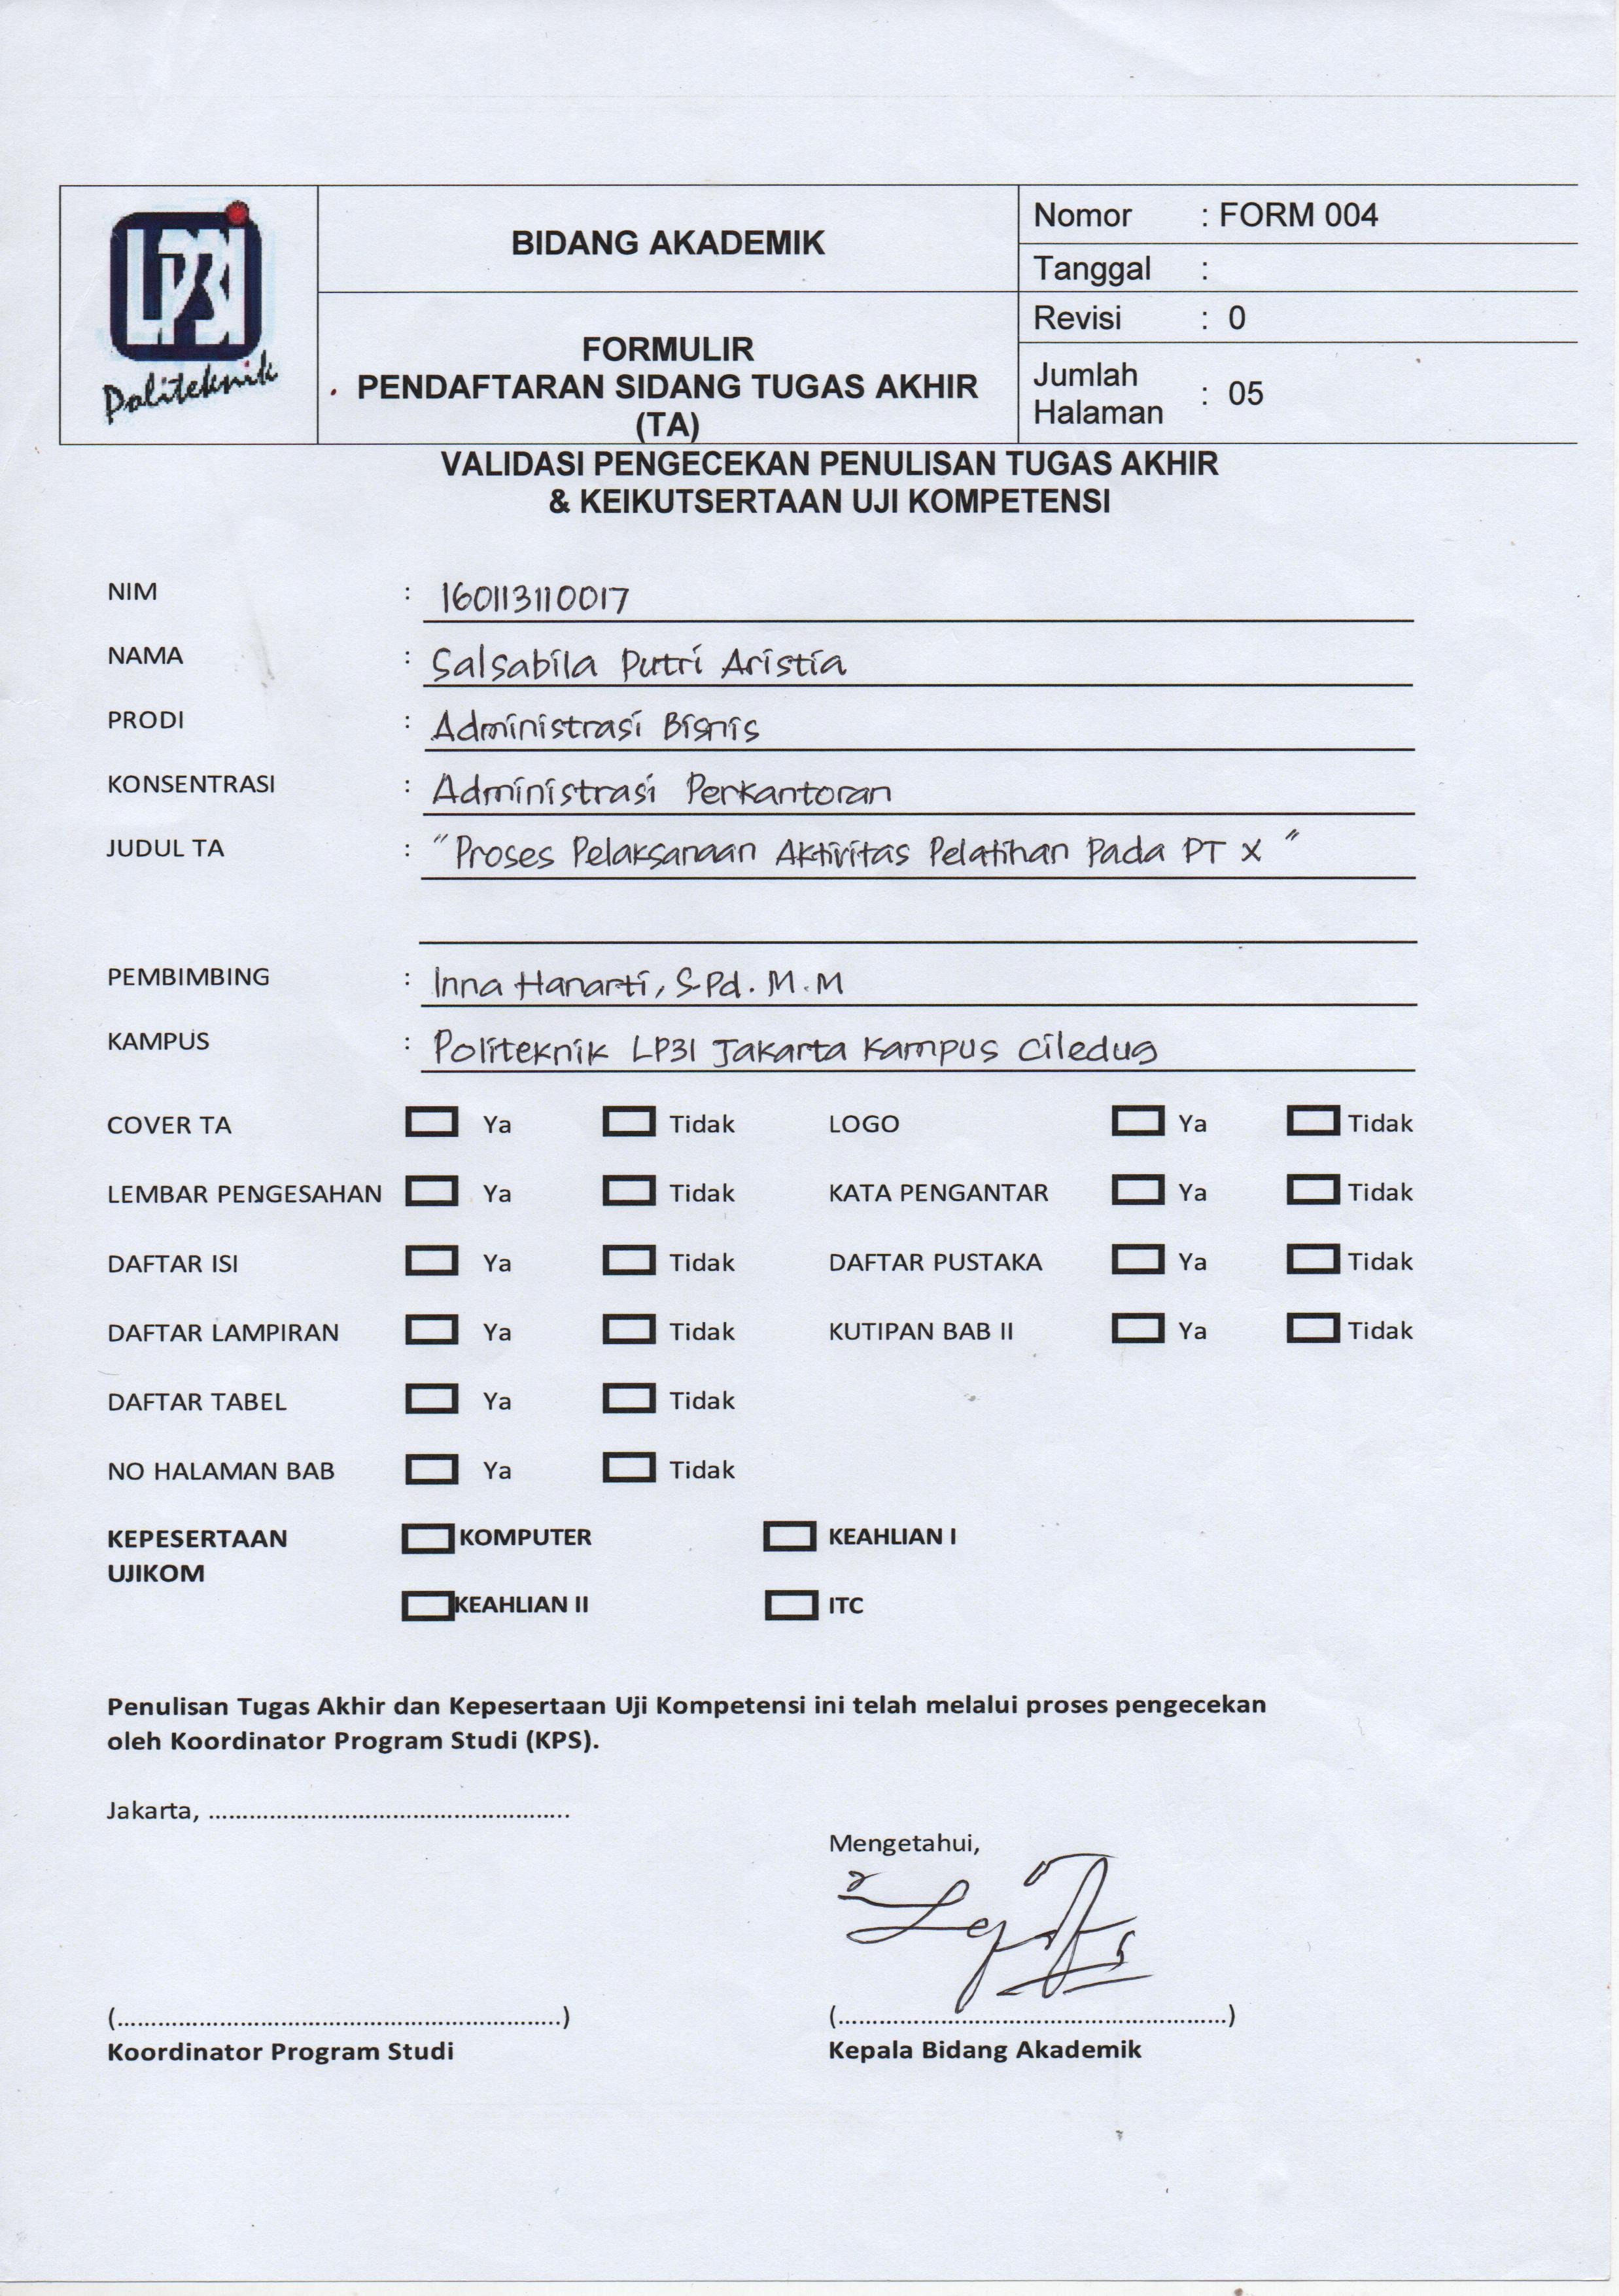 LP3I
Politeknik
BIDANG AKADEMIK
FORMULIR
PENDAFTARAN SIDANG TUGAS AKHIR
(TA)
Nomor : FORM 004
Tanggal :
Revisi : 0
Jumlah Halaman : 05
VALIDASI PENGECEKAN PENULISAN TUGAS AKHIR
& KEIKUTSERTAAN UJI KOMPETENSI
NIM : 160113110017
NAMA : Salsabila Putri Aristia
PRODI : Administrasi Bisnis
KONSENTRASI : Administrasi Perkantoran
JUDUL TA : "Proses Pelaksanaan Aktivitas Pelatihan Pada PT X"
PEMBIMBING : Inna Hanarti, S.Pd. M.M
KAMPUS : Politeknik LP3I Jakarta Kampus Ciledug
COVER TA Ya Tidak LOGO Ya Tidak
LEMBAR PENGESAHAN Ya Tidak KATA PENGANTAR Ya Tidak
DAFTAR ISI Ya Tidak DAFTAR PUSTAKA Ya Tidak
DAFTAR LAMPIRAN Ya Tidak KUTIPAN BAB II Ya Tidak
DAFTAR TABEL Ya Tidak
NO HALAMAN BAB Ya Tidak
KEPESERTAAN UJIKOM KOMPUTER KEAHLIAN I
KEAHLIAN II ITC
Penulisan Tugas Akhir dan Kepesertaan Uji Kompetensi ini telah melalui proses pengecekan
oleh Koordinator Program Studi (KPS).
Jakarta, ......................................................
Mengetahui,
(..................................................................) (..........................................................)
Koordinator Program Studi Kepala Bidang Akademik